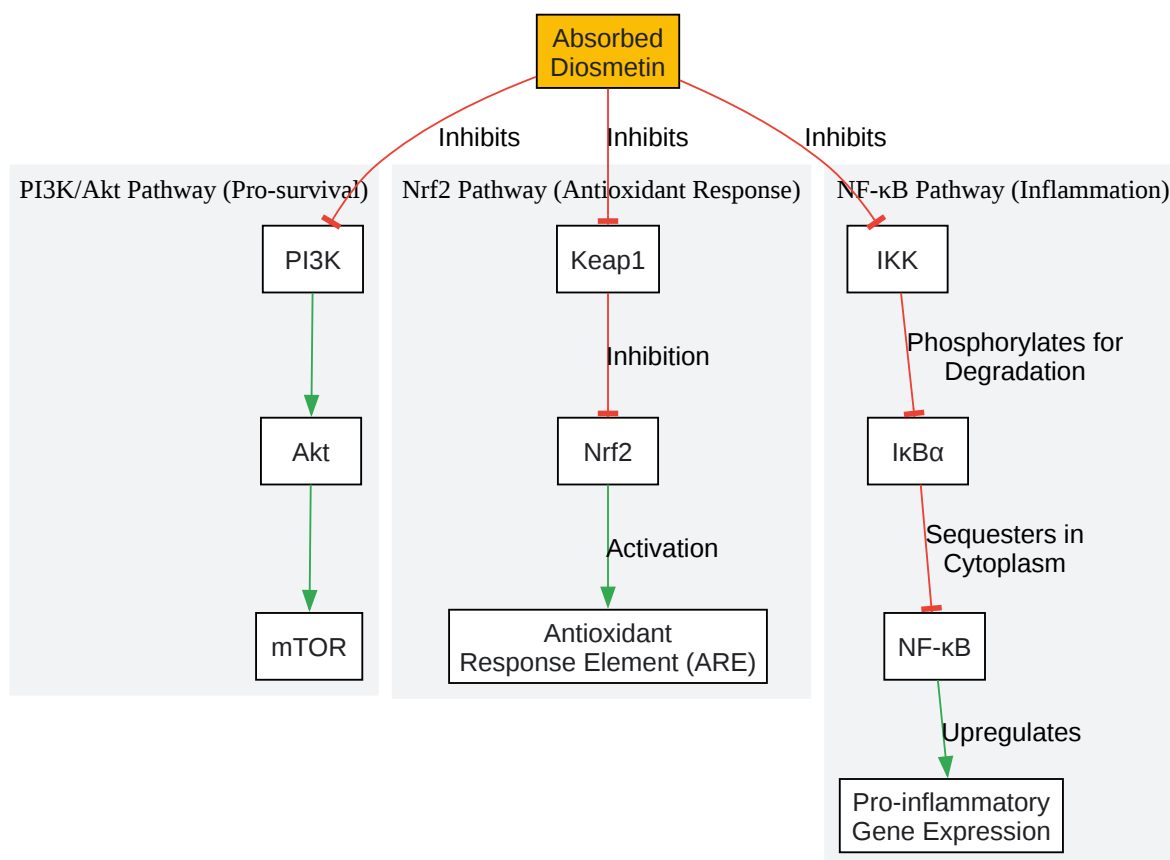 Absorbed
Diosmetin
Inhibits
Inhibits
Inhibits
PI3K/Akt Pathway (Pro-survival)
Nrf2 Pathway (Antioxidant Response)
NF-κB Pathway (Inflammation)
PI3K
Keap1
IKK
Inhibition
Phosphorylates for
Degradation
Akt
Nrf2
IκBα
Activation
Sequesters in
Cytoplasm
mTOR
Antioxidant
Response Element (ARE)
NF-κB
Upregulates
Pro-inflammatory
Gene Expression